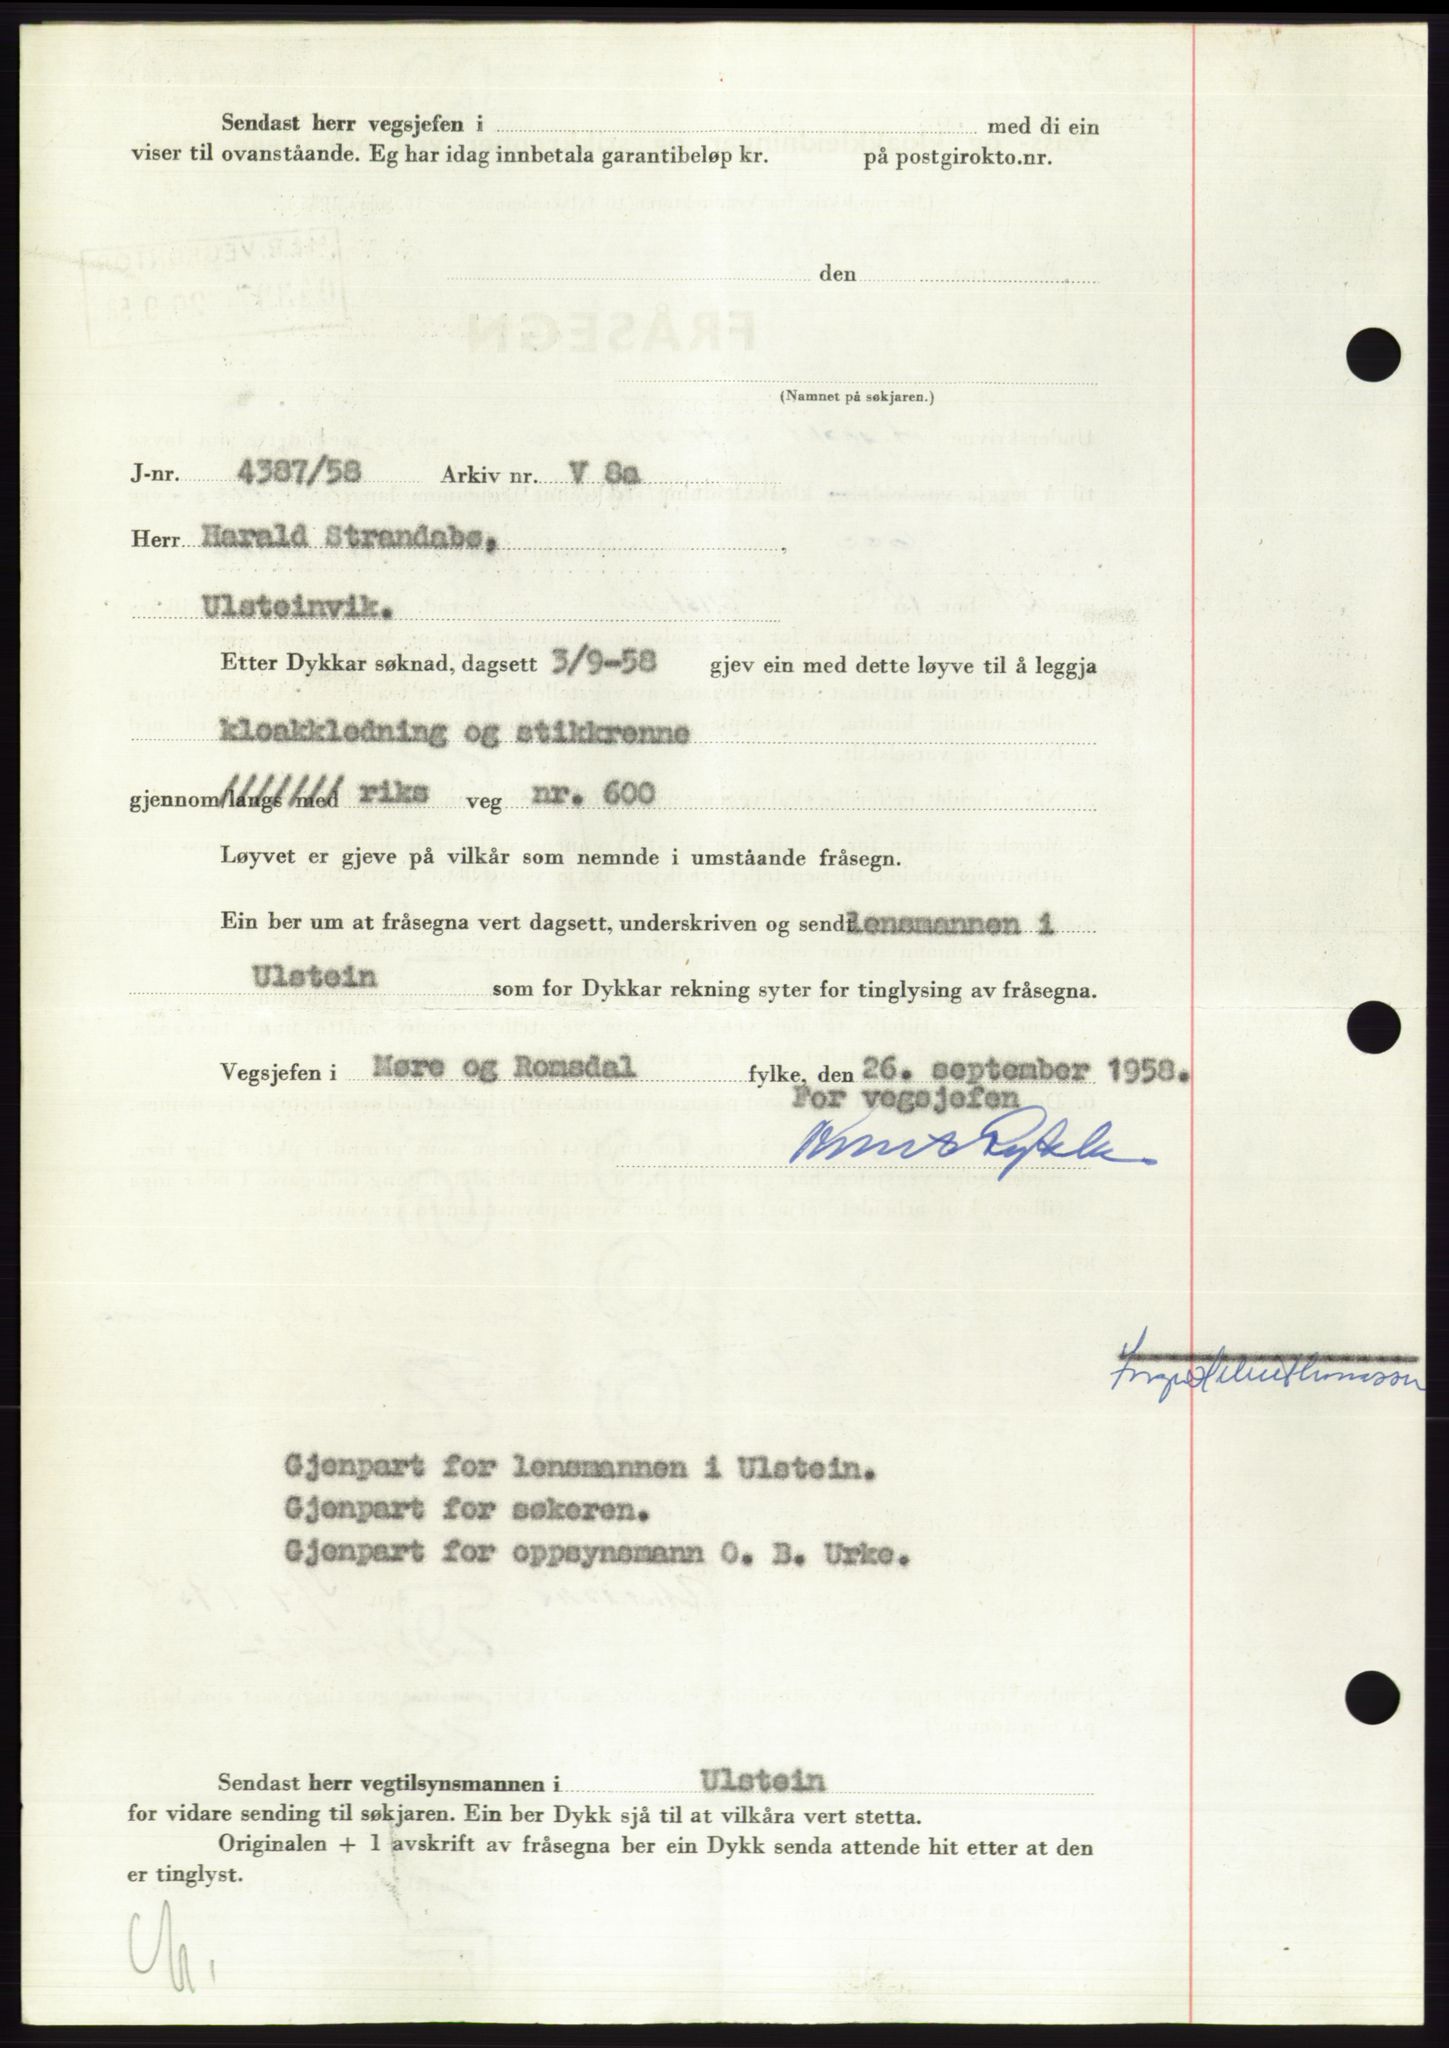 Sendast herr vegsjefen i med di ein
viser til ovanståande. Eg har idag innbetala garantibeløp kr. på postgirokto.nr.
den
(Namnet på søkjaren.)
J-nr. 4387/58 Arkiv nr. V 8a
Herr Harald Strandabø,
Ulsteinvik.
Etter Dykkar søknad, dagsett 3/9-58 gjev ein med dette løyve til å leggja
kloakkledning og stikkrenne
gjennom/langs med riks veg nr. 600
Løyvet er gjeve på vilkår som nemnde i umståande fråsegn.
Ein ber um at fråsegna vert dagsett, underskriven og sendt lensmannen i
Ulstein som for Dykkar rekning syter for tinglysing av fråsegna.
Vegsjefen i Møre og Romsdal fylke, den 26. september 1958.
For vegsjefen
Gjenpart for lensmannen i Ulstein.
Gjenpart for søkeren.
Gjenpart for oppsynsmann O. B. Urke.
Sendast herr vegtilsynsmannen i Ulstein
for vidare sending til søkjaren. Ein ber Dykk sjå til at vilkåra vert stetta.
Originalen + 1 avskrift av fråsegna ber ein Dykk senda attende hit etter at den
er tinglyst.